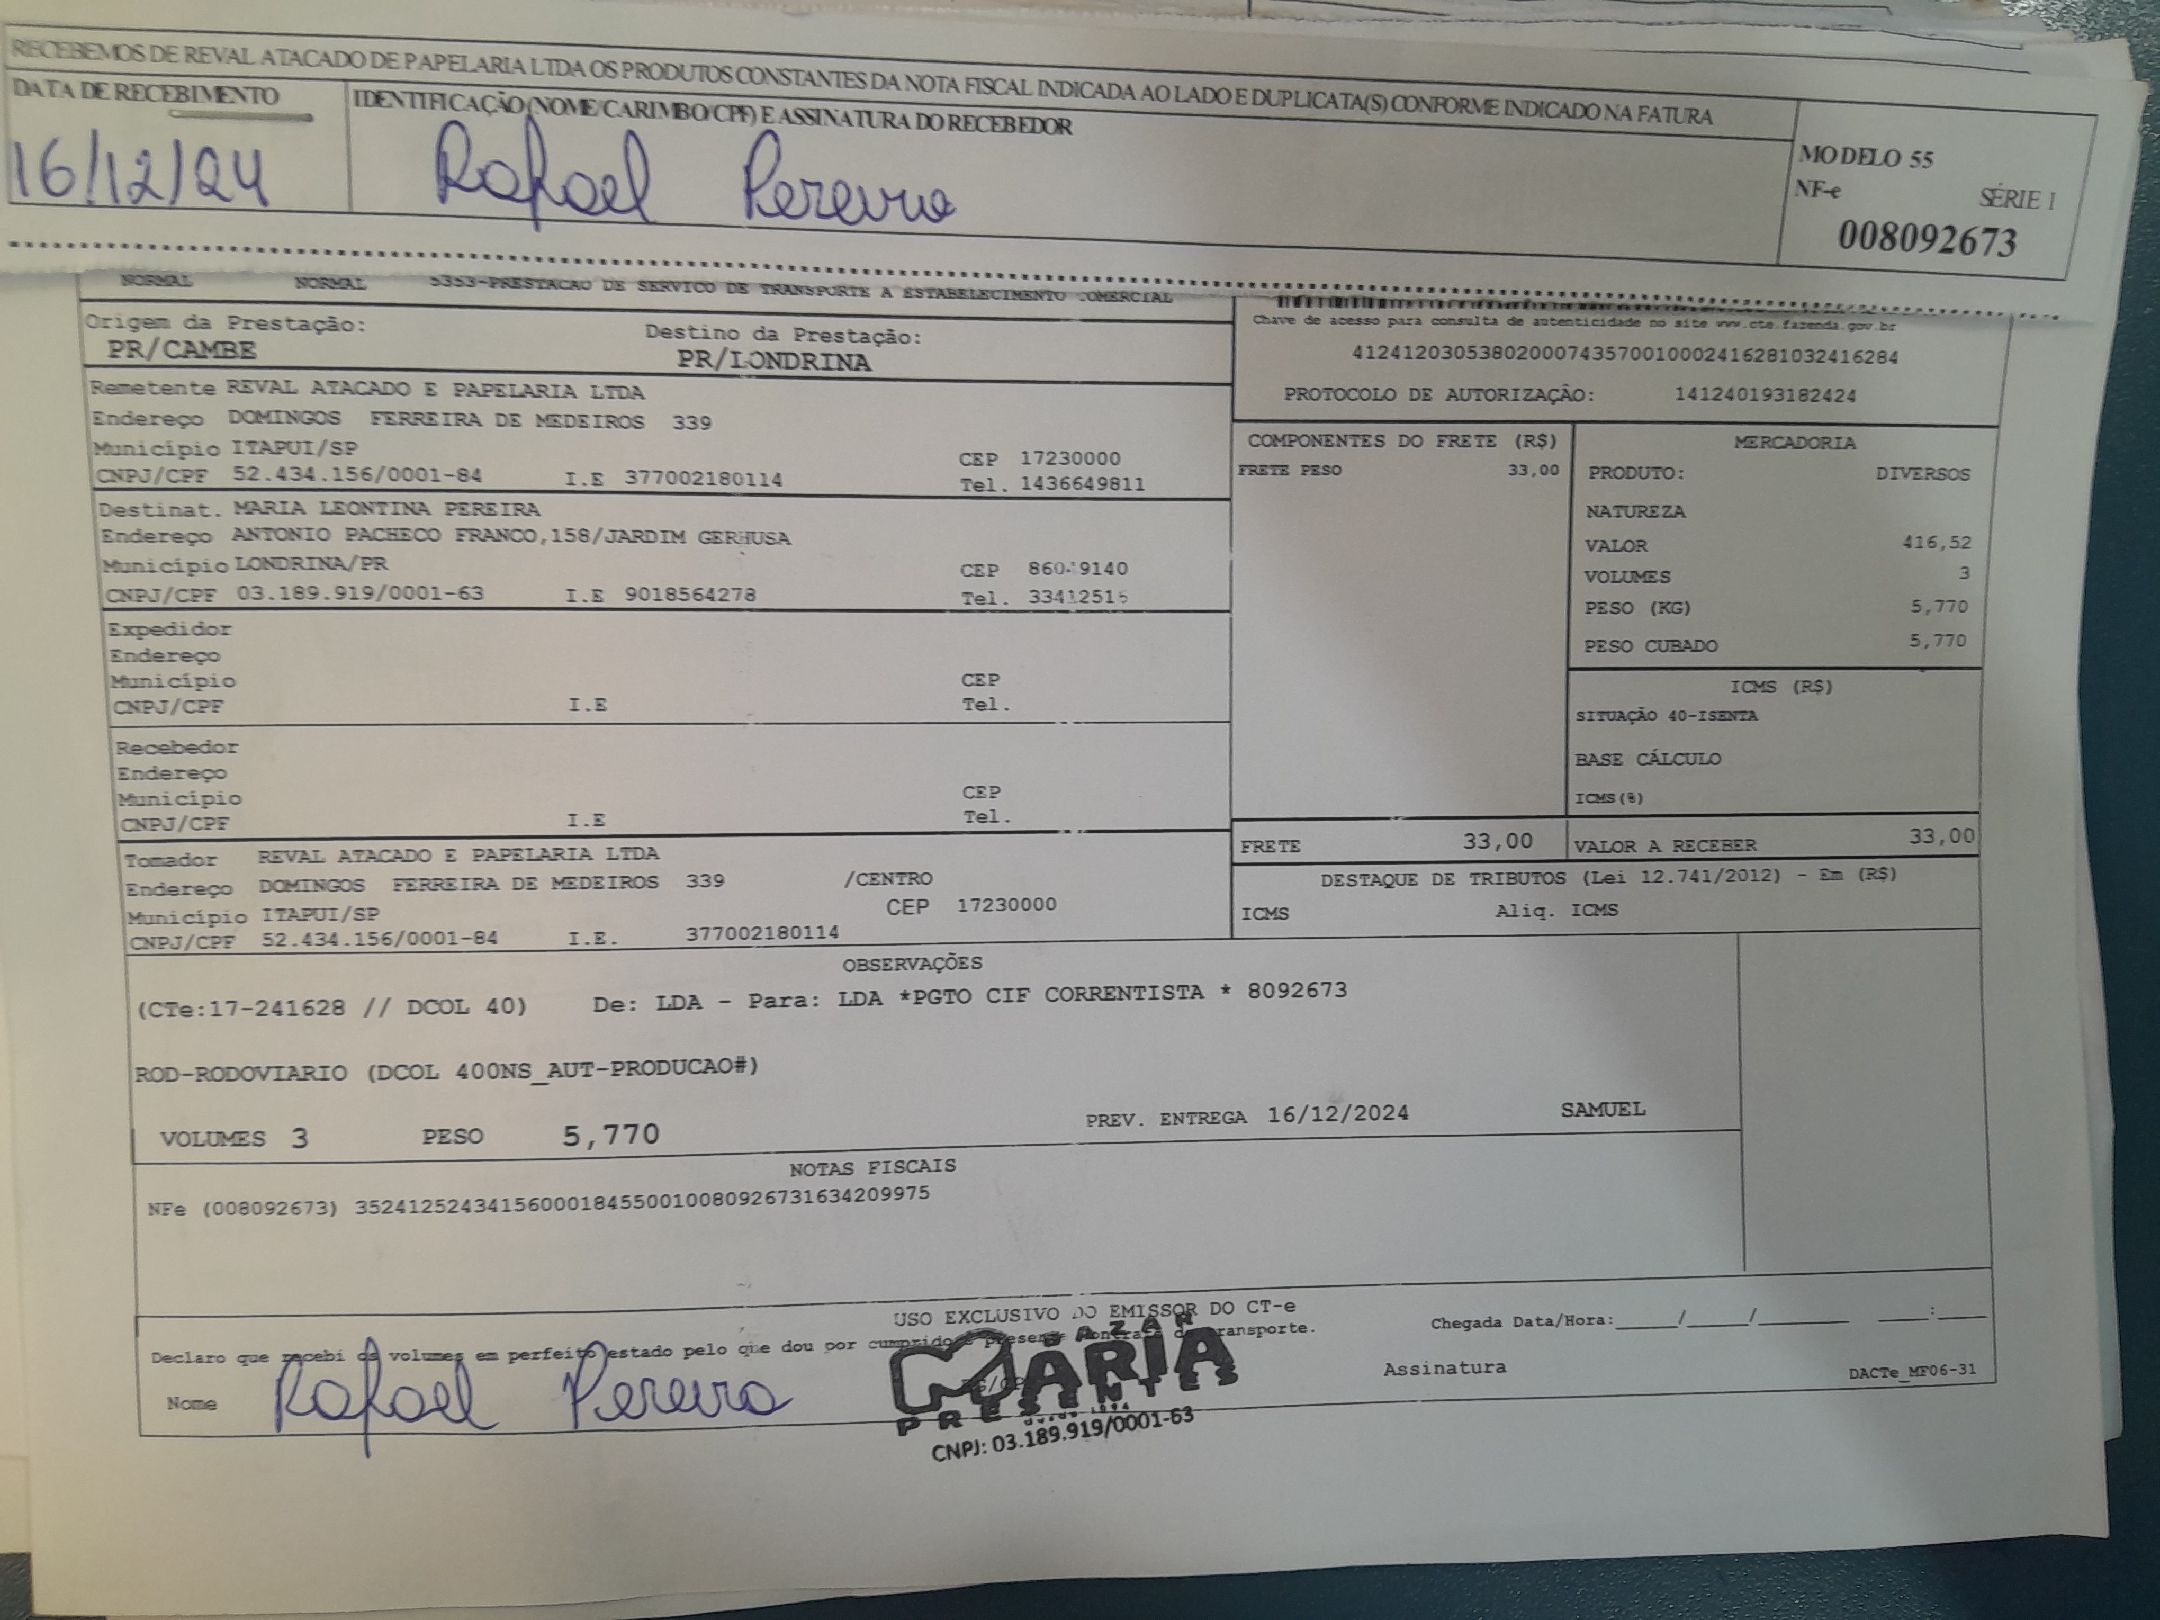 RECEBEMOS DE REVAL ATACADO DE PAPELARIA LTDA OS PRODUTOS CONSTANTES DA NOTA FISCAL INDICADA AO LADO E DUPLICATA(S) CONFORME INDICADO NA FATURA
DATA DE RECEBIMENTO IDENTIFICAÇÃO (NOME/CARIMBO/CPF) E ASSINATURA DO RECEBEDOR
16/12/24 Rafael Pereira
MODELO 55
NF-e SÉRIE 1
008092673
NORMAL NORMAL 5353-PRESTACAO DE SERVICO DE TRANSPORTE A ESTABELECIMENTO COMERCIAL
Origem da Prestação: Destino da Prestação:
PR/CAMBE PR/LONDRINA
Chave de acesso para consulta de autenticidade no site www.cte.fazenda.gov.br
41241203053802000743570010002416281032416284
PROTOCOLO DE AUTORIZAÇÃO: 141240193182424
Remetente REVAL ATACADO E PAPELARIA LTDA
Endereço DOMINGOS FERREIRA DE MEDEIROS 339
Município ITAPUI/SP CEP 17230000
CNPJ/CPF 52.434.156/0001-84 I.E 377002180114 Tel. 1436649811
Destinat. MARIA LEONTINA PEREIRA
Endereço ANTONIO PACHECO FRANCO,158/JARDIM GERHUSA
Município LONDRINA/PR CEP
CNPJ/CPF 03.189.919/0001-63 I.E 9018564278 Tel.
Expedidor
Endereço
Município CEP
CNPJ/CPF I.E Tel.
Recebedor
Endereço
Município CEP
CNPJ/CPF I.E Tel.
Tomador REVAL ATACADO E PAPELARIA LTDA
Endereço DOMINGOS FERREIRA DE MEDEIROS 339 /CENTRO
Município ITAPUI/SP CEP 17230000
CNPJ/CPF 52.434.156/0001-84 I.E. 377002180114
COMPONENTES DO FRETE (R$)
FRETE PESO 33,00
MERCADORIA
PRODUTO: DIVERSOS
NATUREZA
VALOR 416,52
VOLUMES 3
PESO (KG) 5,770
PESO CUBADO 5,770
ICMS (R$)
SITUAÇÃO 40-ISENTA
BASE CÁLCULO
ICMS(%)
FRETE 33,00 VALOR A RECEBER 33,00
DESTAQUE DE TRIBUTOS (Lei 12.741/2012) - Em (R$)
ICMS Aliq. ICMS
OBSERVAÇÕES
(CTe:17-241628 // DCOL 40) De: LDA - Para: LDA *PGTO CIF CORRENTISTA * 8092673
ROD-RODOVIARIO (DCOL 400NS_AUT-PRODUCAO#)
VOLUMES 3 PESO 5,770 PREV. ENTREGA 16/12/2024 SAMUEL
NOTAS FISCAIS
NFe (008092673) 35241252434156000184550010080926731634209975
USO EXCLUSIVO DO EMISSOR DO CT-e
Declaro que recebi os volumes em perfeito estado pelo que dou por cumprido o presente contrato de transporte.
Chegada Data/Hora:_____/_____/________ ____:____
Nome Rafael Pereira
Assinatura
DACTe_MF06-31
BAZAR
MARIA
PRESENTES
desde 1994
CNPJ: 03.189.919/0001-63